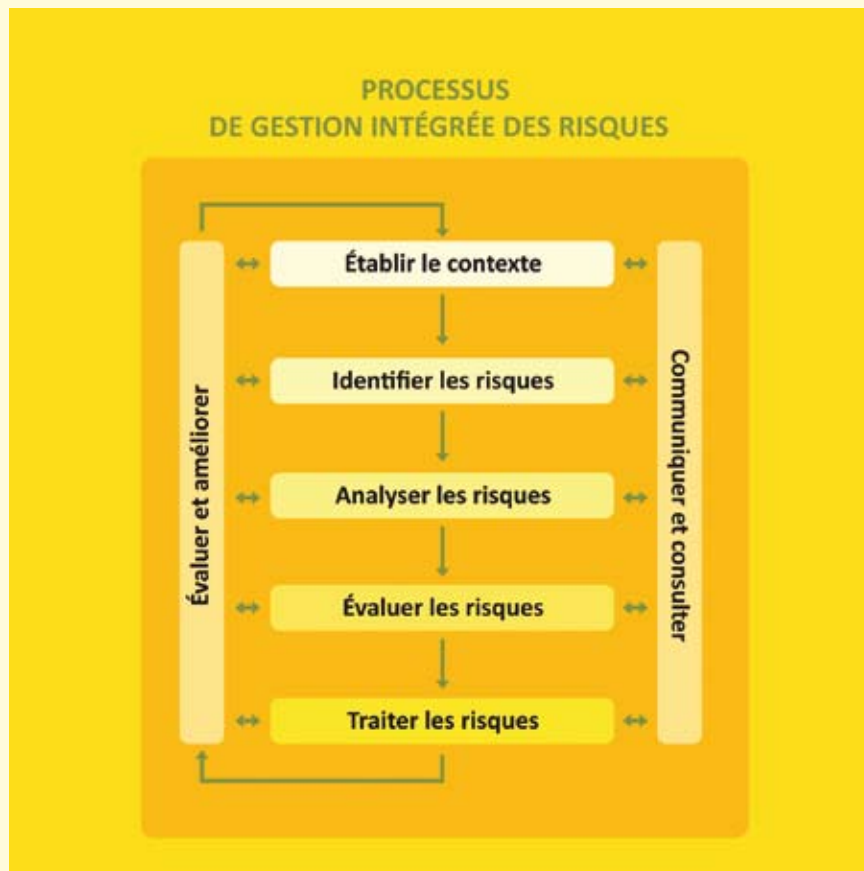 PROCESSUS
DE GESTION INTÉGRÉE DES RISQUES
Établir le contexte
Identifier les risques
Analyser les risques
Évaluer les risques
Traiter les risques
Évaluer et améliorer
Communiquer et consulter